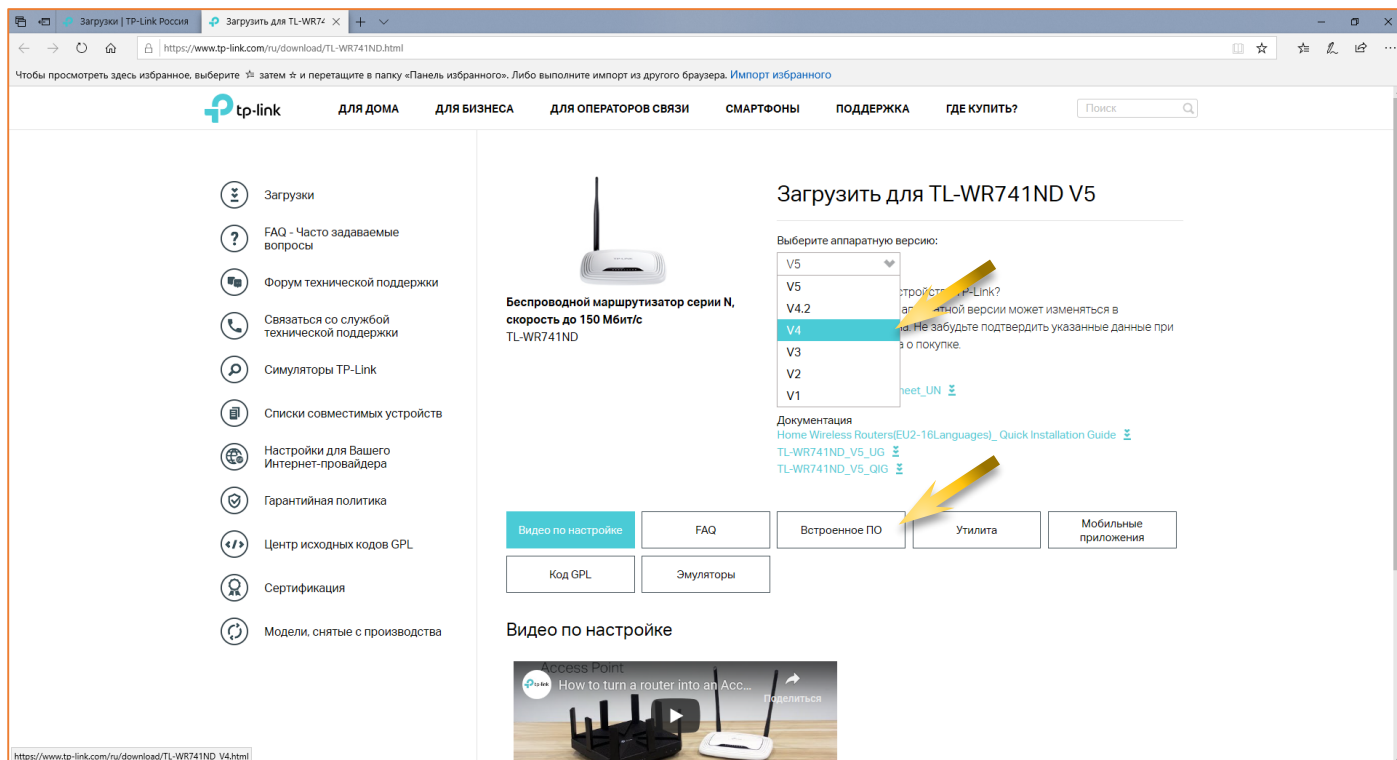 Загрузки | TP-Link Россия
Загрузить для TL-WR74
https://www.tp-link.com/ru/download/TL-WR741ND.html
Чтобы просмотреть здесь избранное, выберите затем и перетащите в папку «Панель избранного». Либо выполните импорт из другого браузера. Импорт избранного
tp-link
ДЛЯ ДОМА
ДЛЯ БИЗНЕСА
ДЛЯ ОПЕРАТОРОВ СВЯЗИ
СМАРТФОНЫ
ПОДДЕРЖКА
ГДЕ КУПИТЬ?
Поиск
Загрузки
FAQ - Часто задаваемые
вопросы
Форум технической поддержки
Связаться со службой
технической поддержки
Симуляторы TP-Link
Списки совместимых устройств
Настройки для Вашего
Интернет-провайдера
Гарантийная политика
Центр исходных кодов GPL
Сертификация
Модели, снятые с производства
Беспроводной маршрутизатор серии N,
скорость до 150 Мбит/с
TL-WR741ND
Загрузить для TL-WR741ND V5
Выберите аппаратную версию:
V5
V5
V4.2
V4
V3
V2
V1
TP-Link?
версии может изменяться в
Не забудьте подтвердить указанные данные при
о покупке.
heet_UN
Документация
Home Wireless Routers(EU2-16Languages)_ Quick Installation Guide
TL-WR741ND_V5_UG
TL-WR741ND_V5_QIG
Видео по настройке
FAQ
Встроенное ПО
Утилита
Мобильные
приложения
Код GPL
Эмуляторы
Видео по настройке
Access Point
tp-link
How to turn a router into an Acc...
Поделиться
https://www.tp-link.com/ru/download/TL-WR741ND_V4.html